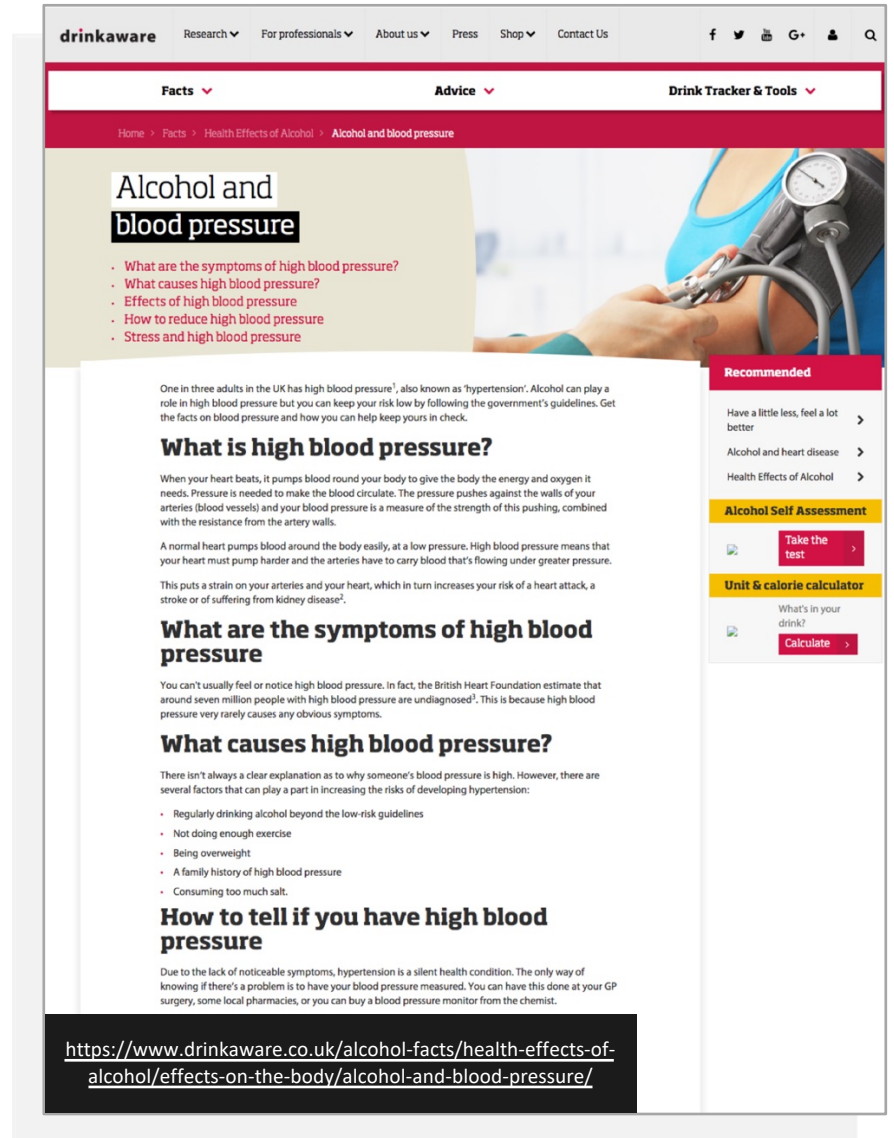 drinkaware
Research
For professionals
About us
Press
Shop
Contact Us
f
You
Tube
G+
Facts
Advice
Drink Tracker & Tools
Home > Facts > Health Effects of Alcohol > Alcohol and blood pressure
Alcohol and
blood pressure
• What are the symptoms of high blood pressure?
• What causes high blood pressure?
• Effects of high blood pressure
• How to reduce high blood pressure
• Stress and high blood pressure
One in three adults in the UK has high blood pressure¹, also known as ‘hypertension’. Alcohol can play a
role in high blood pressure but you can keep your risk low by following the government’s guidelines. Get
the facts on blood pressure and how you can help keep yours in check.
What is high blood pressure?
When your heart beats, it pumps blood round your body to give the body the energy and oxygen it
needs. Pressure is needed to make the blood circulate. The pressure pushes against the walls of your
arteries (blood vessels) and your blood pressure is a measure of the strength of this pushing, combined
with the resistance from the artery walls.
A normal heart pumps blood around the body easily, at a low pressure. High blood pressure means that
your heart must pump harder and the arteries have to carry blood that’s flowing under greater pressure.
This puts a strain on your arteries and your heart, which in turn increases your risk of a heart attack, a
stroke or of suffering from kidney disease².
What are the symptoms of high blood
pressure
You can’t usually feel or notice high blood pressure. In fact, the British Heart Foundation estimate that
around seven million people with high blood pressure are undiagnosed³. This is because high blood
pressure very rarely causes any obvious symptoms.
What causes high blood pressure?
There isn’t always a clear explanation as to why someone’s blood pressure is high. However, there are
several factors that can play a part in increasing the risks of developing hypertension:
• Regularly drinking alcohol beyond the low-risk guidelines
• Not doing enough exercise
• Being overweight
• A family history of high blood pressure
• Consuming too much salt.
How to tell if you have high blood
pressure
Due to the lack of noticeable symptoms, hypertension is a silent health condition. The only way of
knowing if there’s a problem is to have your blood pressure measured. You can have this done at your GP
surgery, some local pharmacies, or you can buy a blood pressure monitor from the chemist.
Recommended
Have a little less, feel a lot
better
Alcohol and heart disease
Health Effects of Alcohol
Alcohol Self Assessment
Take the
test
Unit & calorie calculator
What's in your
drink?
Calculate
https://www.drinkaware.co.uk/alcohol-facts/health-effects-of-
alcohol/effects-on-the-body/alcohol-and-blood-pressure/